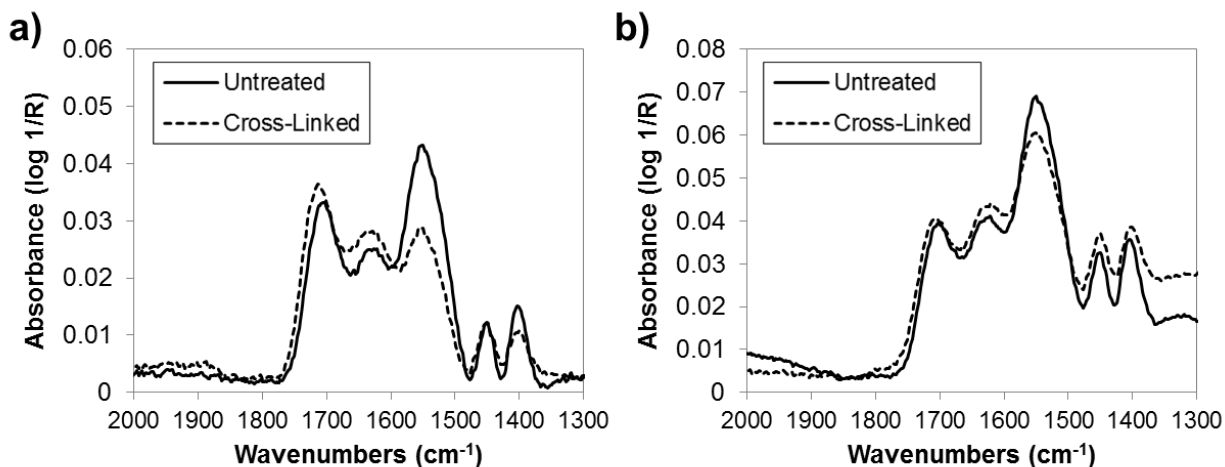 a)
0.06
0.05
0.04
0.03
0.02
0.01
0
Absorbance (log 1/R)
Untreated
Cross-Linked
2000 1900 1800 1700 1600 1500 1400 1300
Wavenumbers (cm⁻¹)
b)
0.08
0.07
0.06
0.05
0.04
0.03
0.02
0.01
0
Absorbance (log 1/R)
Untreated
Cross-Linked
2000 1900 1800 1700 1600 1500 1400 1300
Wavenumbers (cm⁻¹)